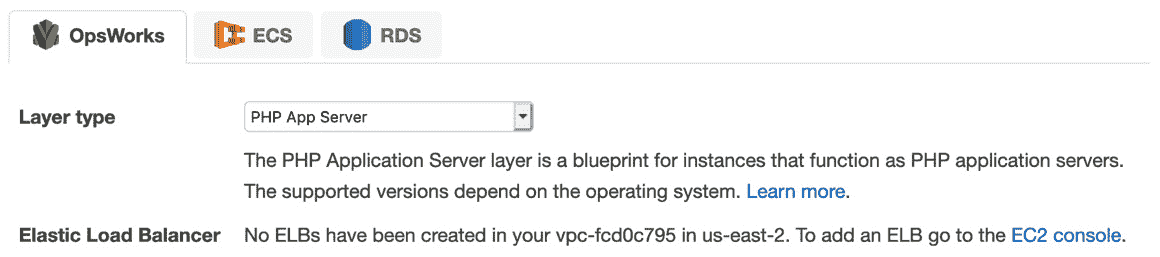 OpsWorks ECS RDS
Layer type PHP App Server
The PHP Application Server layer is a blueprint for instances that function as PHP application servers.
The supported versions depend on the operating system. Learn more.
Elastic Load Balancer No ELBs have been created in your vpc-fcd0c795 in us-east-2. To add an ELB go to the EC2 console.